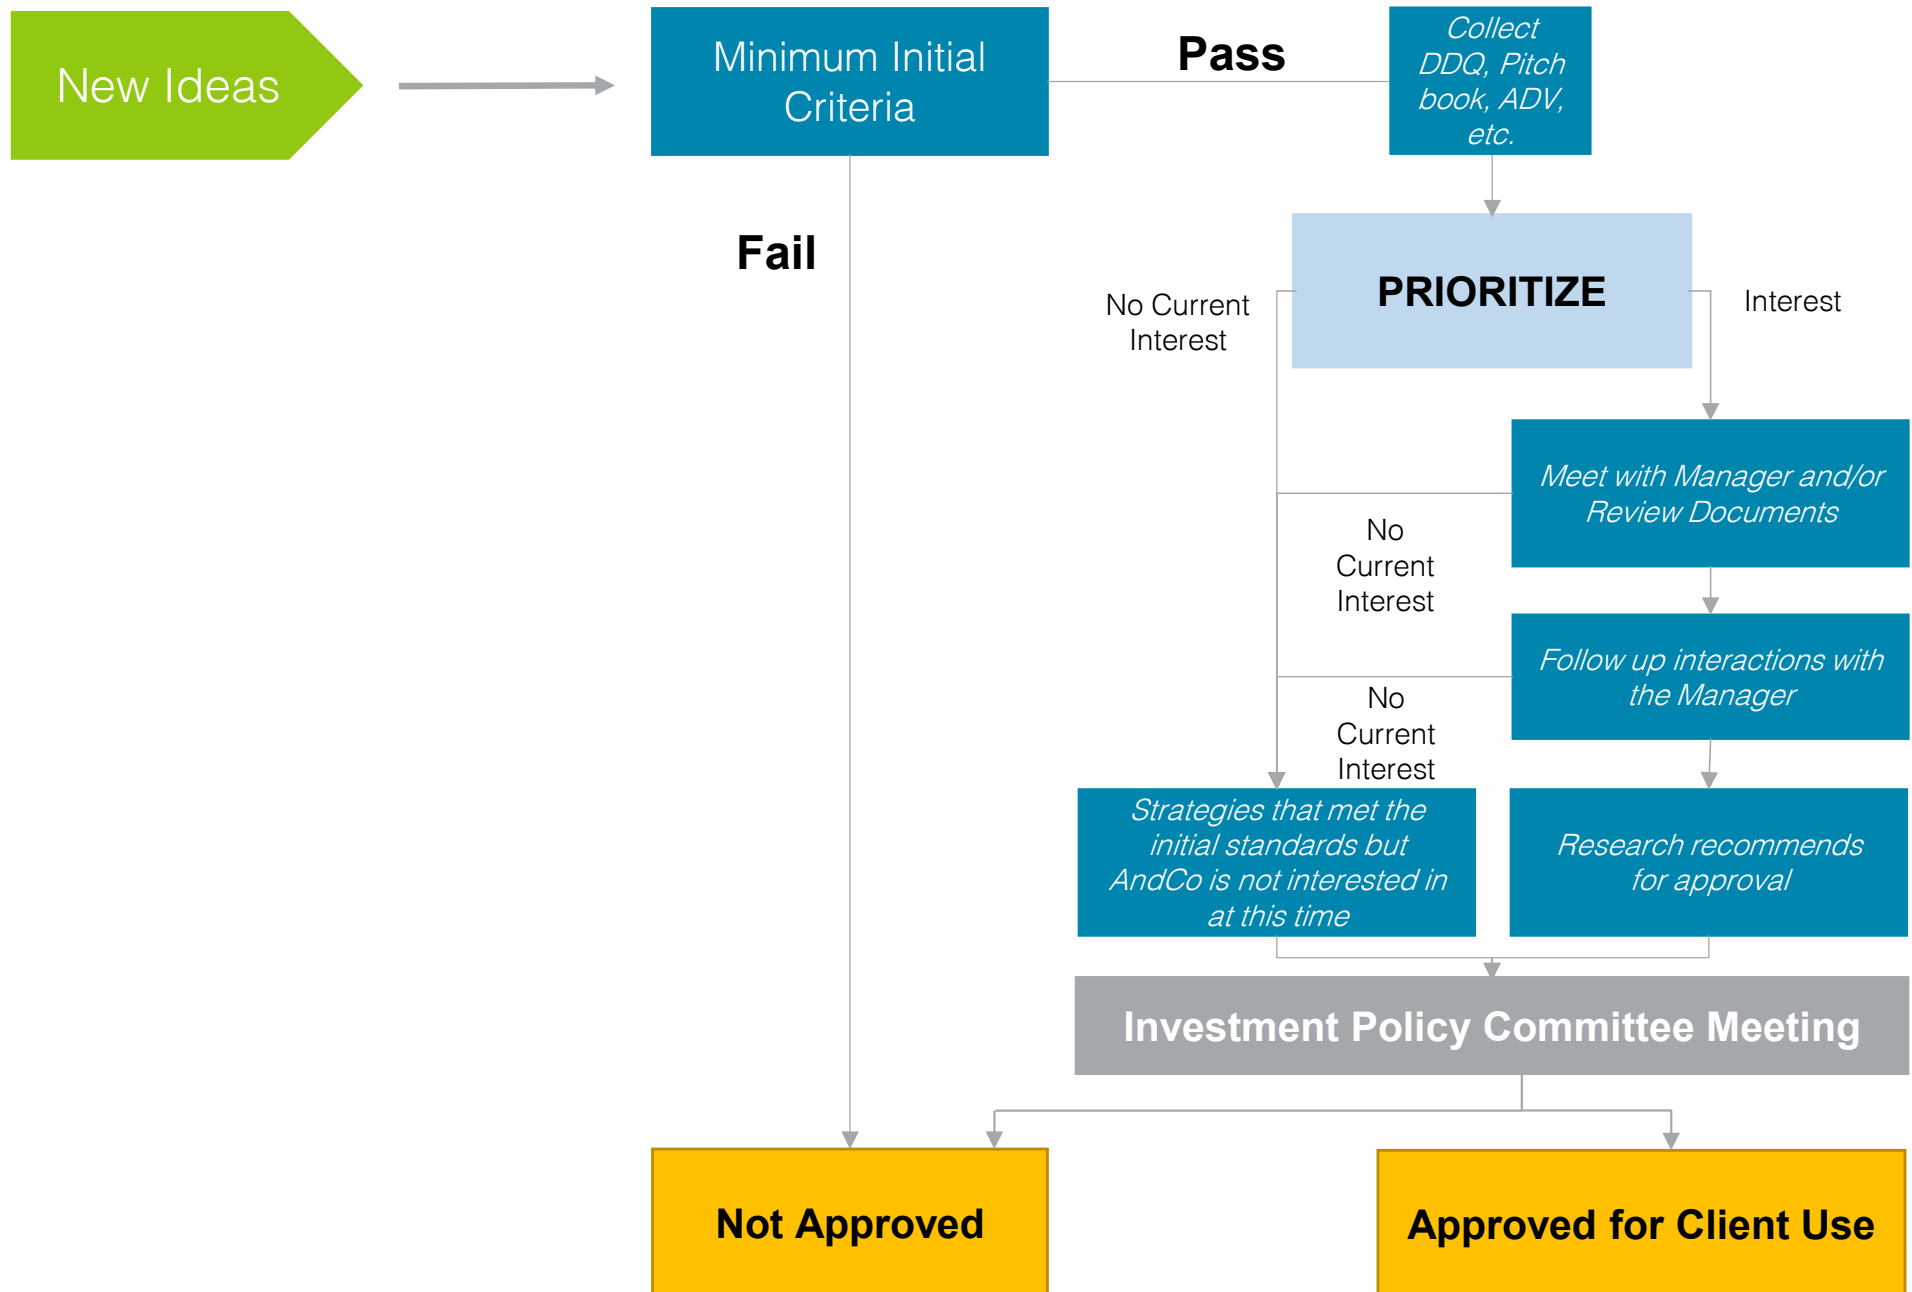 New Ideas
Minimum Initial
Criteria
Pass
Collect
DDQ, Pitch
book, ADV,
etc.
Fail
PRIORITIZE
No Current
Interest
Interest
Meet with Manager and/or
Review Documents
No
Current
Interest
Follow up interactions with
the Manager
No
Current
Interest
Strategies that met the
initial standards but
AndCo is not interested in
at this time
Research recommends
for approval
Investment Policy Committee Meeting
Not Approved
Approved for Client Use